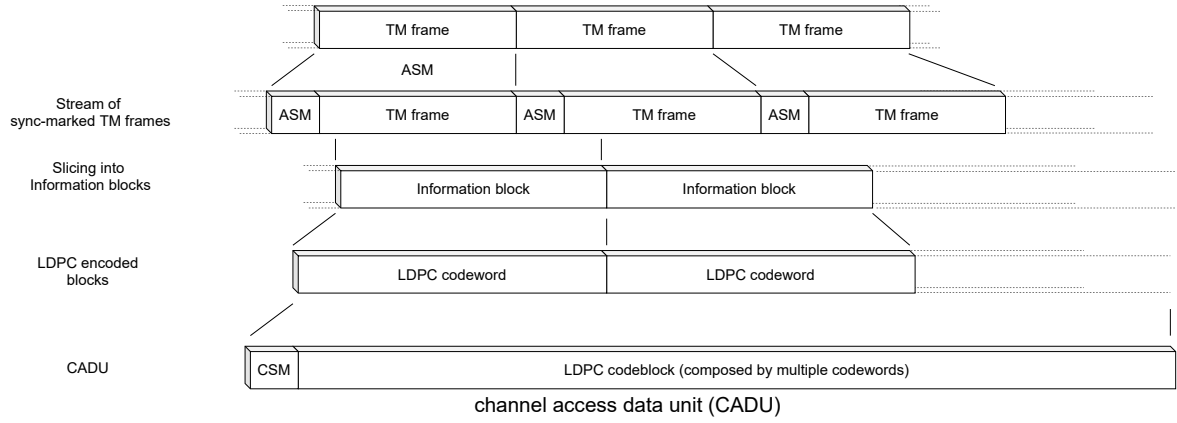 TM frame TM frame TM frame
ASM
Stream of
sync-marked TM frames
ASM TM frame ASM TM frame ASM TM frame
Slicing into
Information blocks
Information block Information block
LDPC encoded
blocks
LDPC codeword LDPC codeword
CADU
CSM LDPC codeblock (composed by multiple codewords)
channel access data unit (CADU)